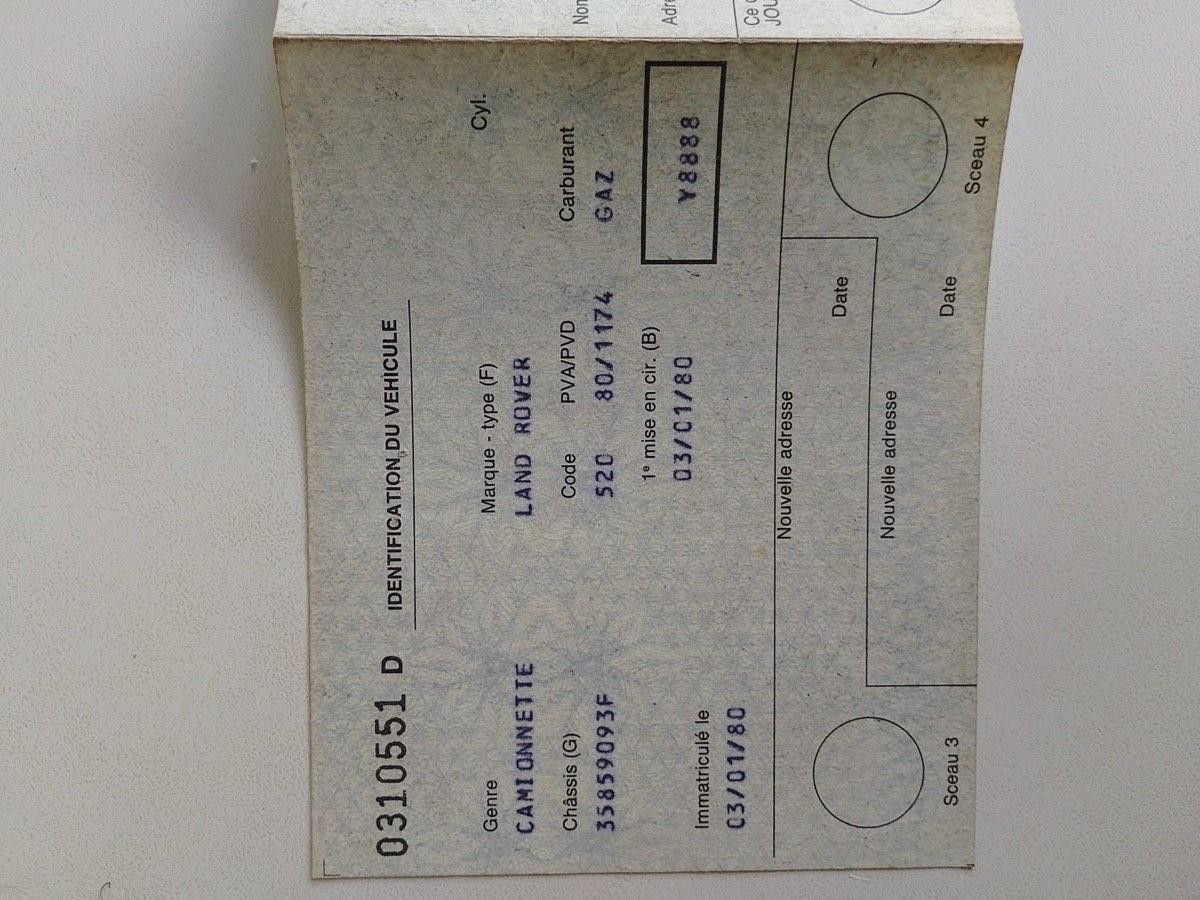 0310551 D IDENTIFICATION DU VEHICULE
Genre Marque - type (F) Cyl.
CAMIONNETTE LAND ROVER
Châssis (G) Code PVA/PVD Carburant
35859093F 520 80/1174 GAZ
1e mise en cir. (B)
Immatriculé le 03/01/80 Y8888
03/01/80
Nouvelle adresse
Date
Nouvelle adresse
Sceau 3 Date Sceau 4